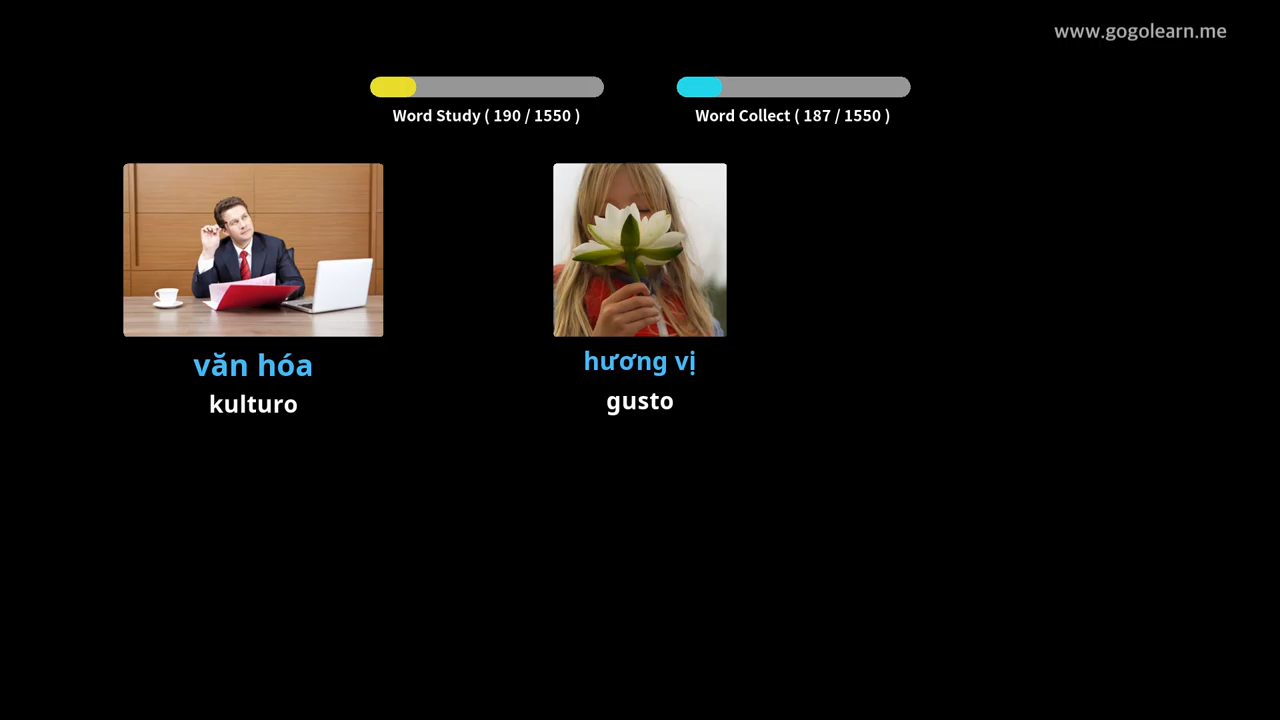 www.gogolearn.me
Word Study ( 190 / 1550 )
Word Collect ( 187 / 1550 )
văn hóa
kulturo
hương vị
gusto